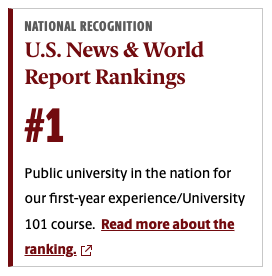 NATIONAL RECOGNITION
U.S. News & World
Report Rankings
#1
Public university in the nation for
our first-year experience/University
101 course. Read more about the
ranking.